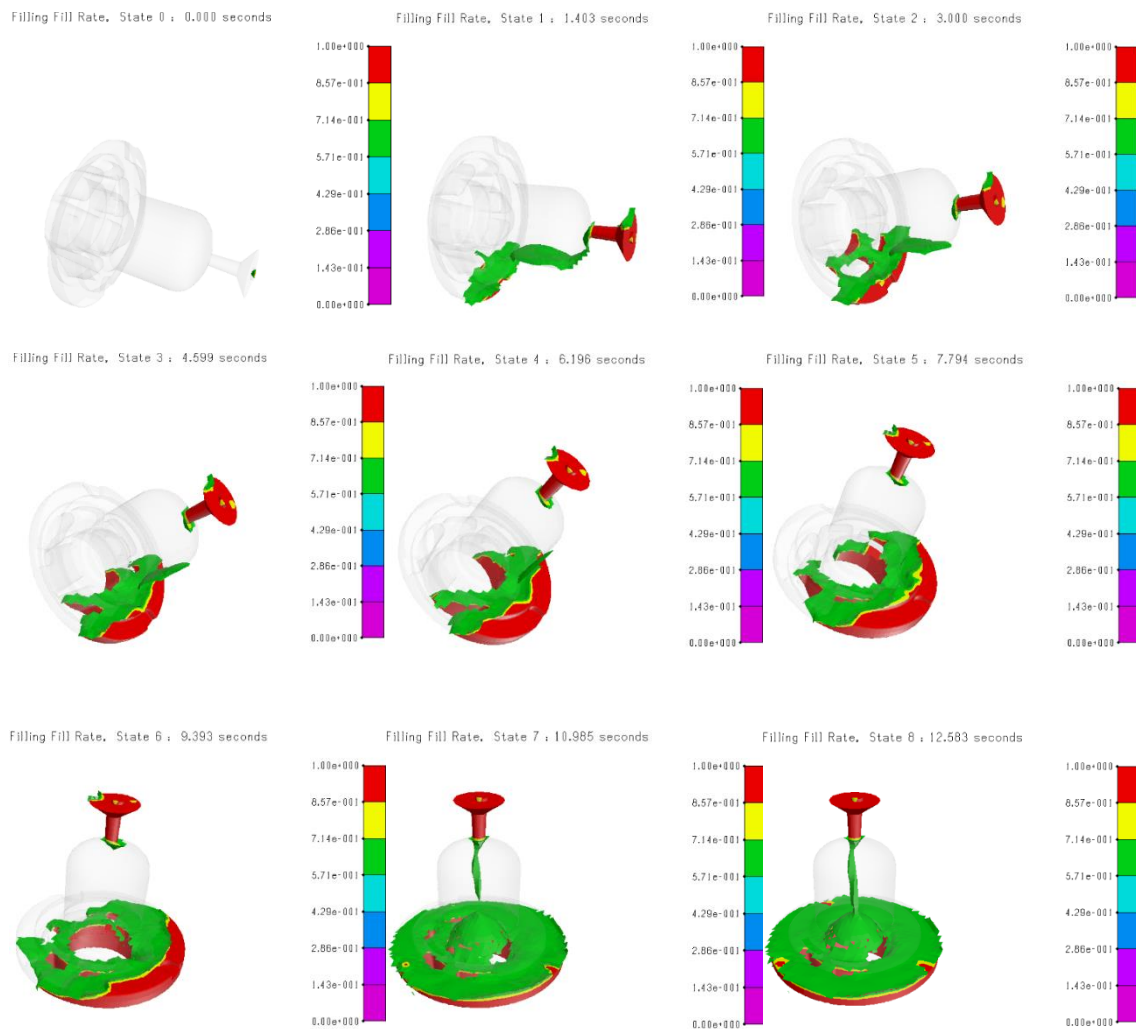 Filling Fill Rate, State 0 : 0.000 seconds
Filling Fill Rate, State 1 : 1.403 seconds
Filling Fill Rate, State 2 : 3.000 seconds
1.00e+000
8.57e-001
7.14e-001
5.71e-001
4.29e-001
2.86e-001
1.43e-001
0.00e+000
1.00e+000
8.57e-001
7.14e-001
5.71e-001
4.29e-001
2.86e-001
1.43e-001
0.00e+000
1.00e+000
8.57e-001
7.14e-001
5.71e-001
4.29e-001
2.86e-001
1.43e-001
0.00e+000
Filling Fill Rate, State 3 : 4.599 seconds
Filling Fill Rate, State 4 : 6.196 seconds
Filling Fill Rate, State 5 : 7.794 seconds
1.00e+000
8.57e-001
7.14e-001
5.71e-001
4.29e-001
2.86e-001
1.43e-001
0.00e+000
1.00e+000
8.57e-001
7.14e-001
5.71e-001
4.29e-001
2.86e-001
1.43e-001
0.00e+000
1.00e+000
8.57e-001
7.14e-001
5.71e-001
4.29e-001
2.86e-001
1.43e-001
0.00e+000
Filling Fill Rate, State 6 : 9.393 seconds
Filling Fill Rate, State 7 : 10.985 seconds
Filling Fill Rate, State 8 : 12.583 seconds
1.00e+000
8.57e-001
7.14e-001
5.71e-001
4.29e-001
2.86e-001
1.43e-001
0.00e+000
1.00e+000
8.57e-001
7.14e-001
5.71e-001
4.29e-001
2.86e-001
1.43e-001
0.00e+000
1.00e+000
8.57e-001
7.14e-001
5.71e-001
4.29e-001
2.86e-001
1.43e-001
0.00e+000